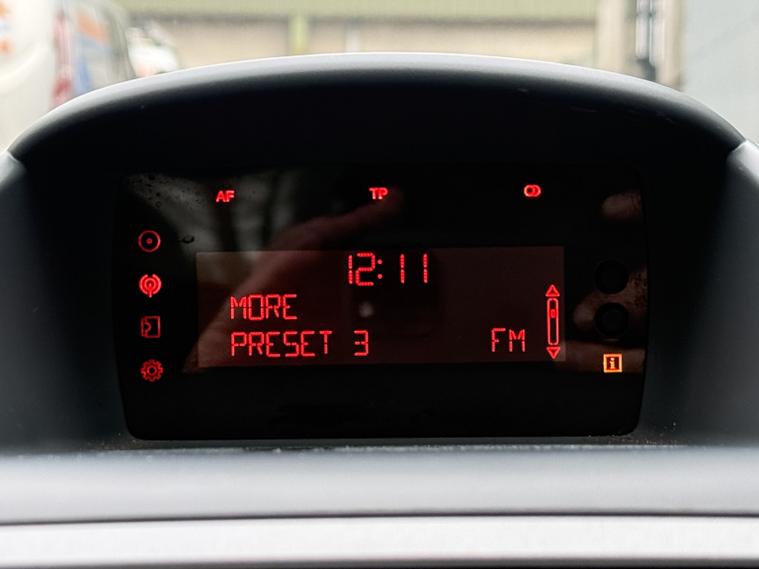 AF TP
12:11
MORE
PRESET 3 FM
i